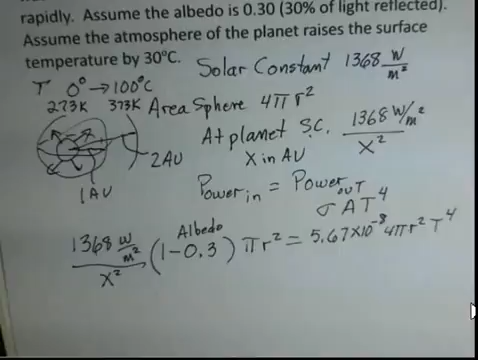 rapidly. Assume the albedo is 0.30 (30% of light reflected).
Assume the atmosphere of the planet raises the surface
temperature by 30°C.
Solar Constant 1368 W/m²
T 0° → 100°C
273K 373K
Area Sphere 4πr²
At planet S.C. 1368 W/m² / x²
X in AU
2AU
1AU
Power in = Power OUT
σ A T⁴
Albedo
1368 W/m² / x² (1-0.3) πr² = 5.67×10⁻⁸ 4πr² T⁴